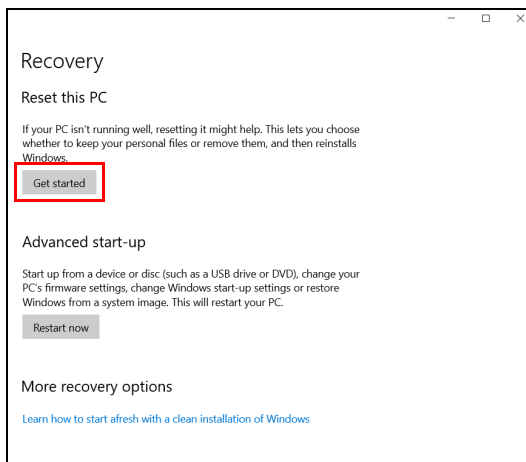 Recovery
Reset this PC
If your PC isn't running well, resetting it might help. This lets you choose
whether to keep your personal files or remove them, and then reinstalls
Windows.
Get started
Advanced start-up
Start up from a device or disc (such as a USB drive or DVD), change your
PC's firmware settings, change Windows start-up settings or restore
Windows from a system image. This will restart your PC.
Restart now
More recovery options
Learn how to start afresh with a clean installation of Windows